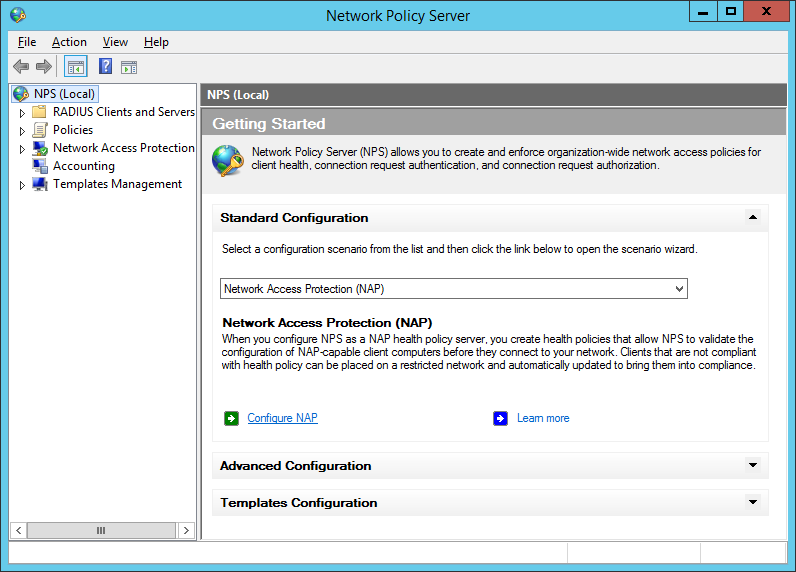 Network Policy Server
File Action View Help
NPS (Local)
RADIUS Clients and Servers
Policies
Network Access Protection
Accounting
Templates Management
NPS (Local)
Getting Started
Network Policy Server (NPS) allows you to create and enforce organization-wide network access policies for
client health, connection request authentication, and connection request authorization.
Standard Configuration
Select a configuration scenario from the list and then click the link below to open the scenario wizard.
Network Access Protection (NAP)
Network Access Protection (NAP)
When you configure NPS as a NAP health policy server, you create health policies that allow NPS to validate the
configuration of NAP-capable client computers before they connect to your network. Clients that are not compliant
with health policy can be placed on a restricted network and automatically updated to bring them into compliance.
Configure NAP
Learn more
Advanced Configuration
Templates Configuration